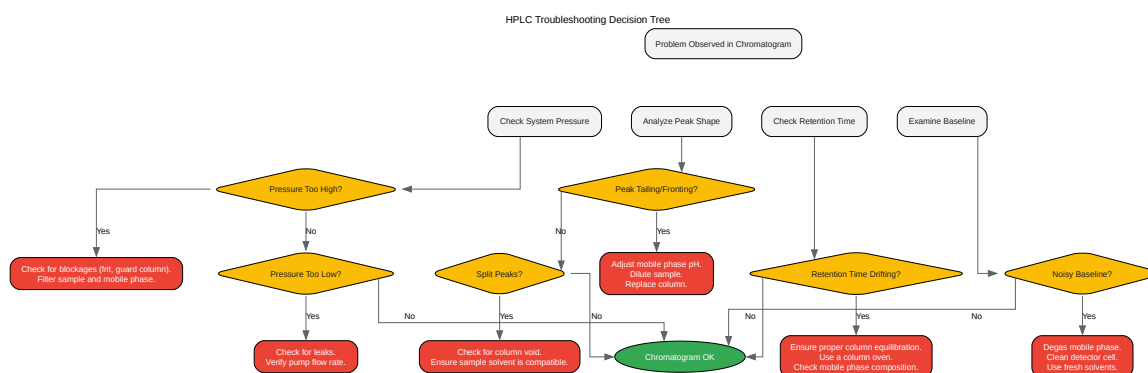 HPLC Troubleshooting Decision Tree
Problem Observed in Chromatogram
Check System Pressure
Analyze Peak Shape
Check Retention Time
Examine Baseline
Pressure Too High?
Peak Tailing/Fronting?
Yes
No
No
Yes
Check for blockages (frit, guard column).
Filter sample and mobile phase.
Pressure Too Low?
Split Peaks?
Adjust mobile phase pH.
Dilute sample.
Replace column.
Retention Time Drifting?
Noisy Baseline?
Yes
No
Yes
No
No
Yes
No
Yes
Check for leaks.
Verify pump flow rate.
Check for column void.
Ensure sample solvent is compatible.
Chromatogram OK
Ensure proper column equilibration.
Use a column oven.
Check mobile phase composition.
Degas mobile phase.
Clean detector cell.
Use fresh solvents.